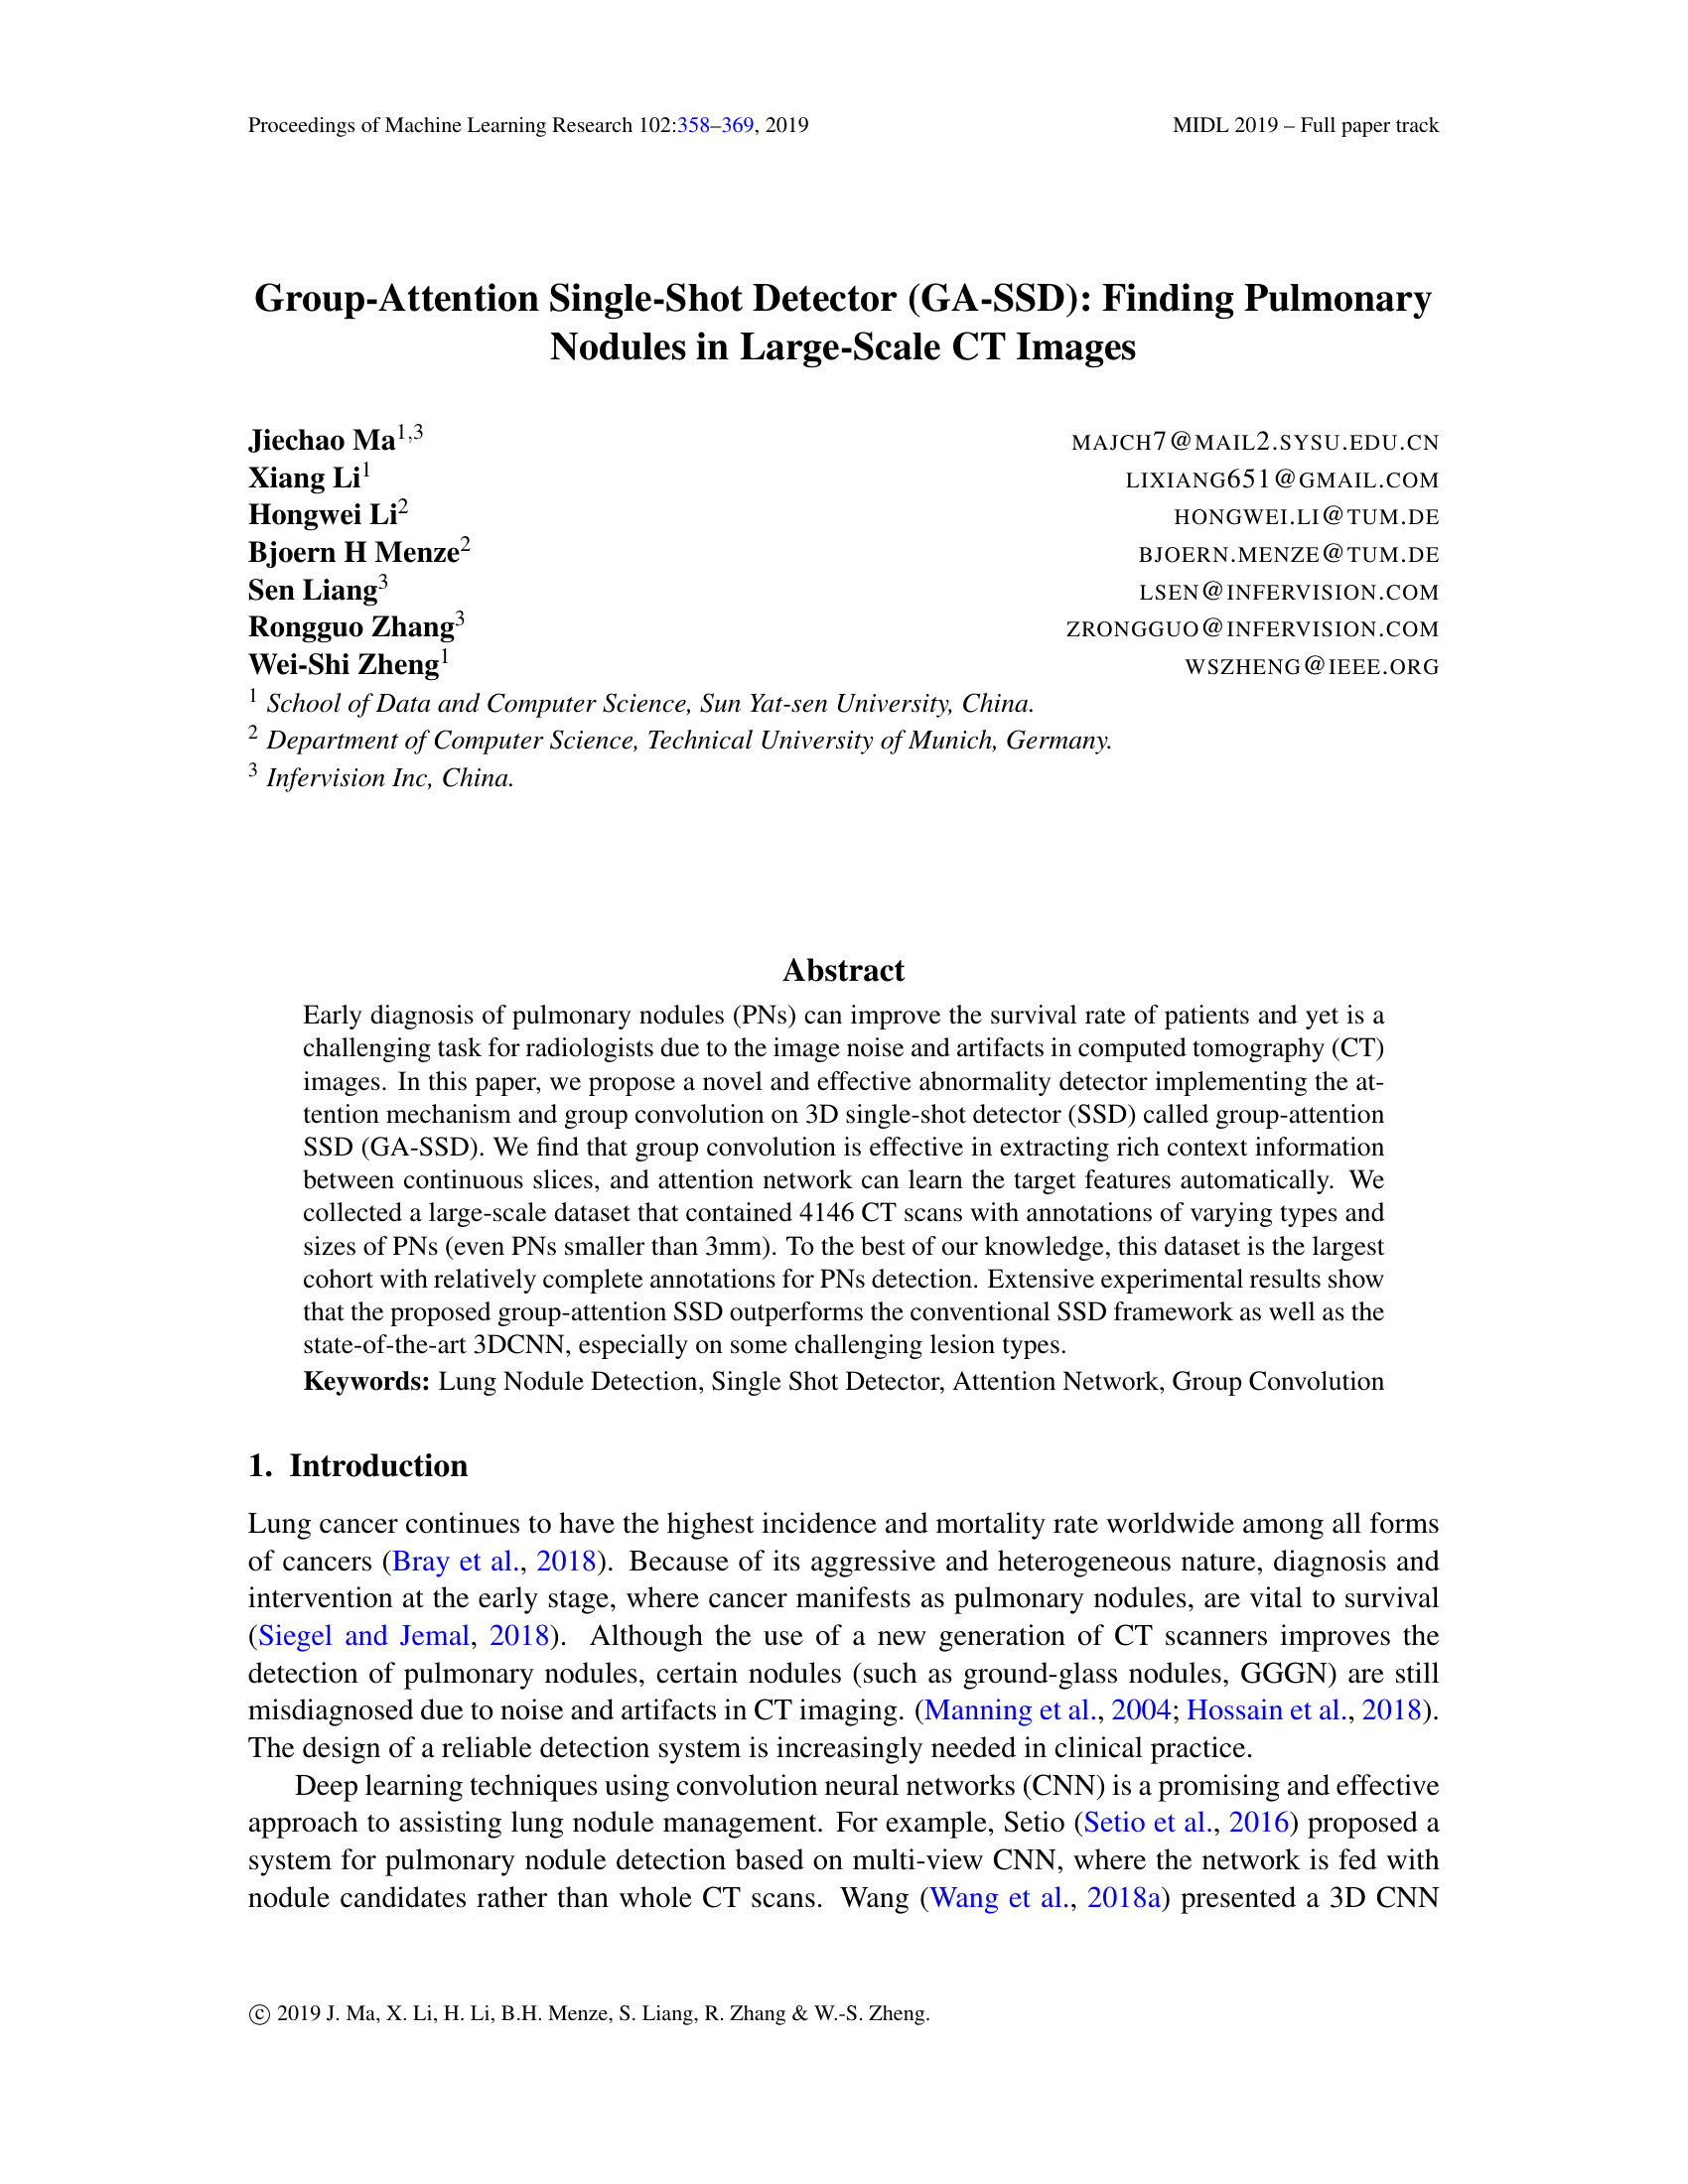 Proceedings of Machine Learning Research 102:358–369, 2019 MIDL 2019 – Full paper track
Group-Attention Single-Shot Detector (GA-SSD): Finding Pulmonary
Nodules in Large-Scale CT Images
Jiechao Ma1,3 MAJCH7@MAIL2.SYSU.EDU.CN
Xiang Li1 LIXIANG651@GMAIL.COM
Hongwei Li2 HONGWEI.LI@TUM.DE
Bjoern H Menze2 BJOERN.MENZE@TUM.DE
Sen Liang3 LSEN@INFERVISION.COM
Rongguo Zhang3 ZRONGGUO@INFERVISION.COM
Wei-Shi Zheng1 WSZHENG@IEEE.ORG
1 School of Data and Computer Science, Sun Yat-sen University, China.
2 Department of Computer Science, Technical University of Munich, Germany.
3 Infervision Inc, China.
Abstract
Early diagnosis of pulmonary nodules (PNs) can improve the survival rate of patients and yet is a
challenging task for radiologists due to the image noise and artifacts in computed tomography (CT)
images. In this paper, we propose a novel and effective abnormality detector implementing the at-
tention mechanism and group convolution on 3D single-shot detector (SSD) called group-attention
SSD (GA-SSD). We find that group convolution is effective in extracting rich context information
between continuous slices, and attention network can learn the target features automatically. We
collected a large-scale dataset that contained 4146 CT scans with annotations of varying types and
sizes of PNs (even PNs smaller than 3mm). To the best of our knowledge, this dataset is the largest
cohort with relatively complete annotations for PNs detection. Extensive experimental results show
that the proposed group-attention SSD outperforms the conventional SSD framework as well as the
state-of-the-art 3DCNN, especially on some challenging lesion types.
Keywords: Lung Nodule Detection, Single Shot Detector, Attention Network, Group Convolution
1. Introduction
Lung cancer continues to have the highest incidence and mortality rate worldwide among all forms
of cancers (Bray et al., 2018). Because of its aggressive and heterogeneous nature, diagnosis and
intervention at the early stage, where cancer manifests as pulmonary nodules, are vital to survival
(Siegel and Jemal, 2018). Although the use of a new generation of CT scanners improves the
detection of pulmonary nodules, certain nodules (such as ground-glass nodules, GGGN) are still
misdiagnosed due to noise and artifacts in CT imaging. (Manning et al., 2004; Hossain et al., 2018).
The design of a reliable detection system is increasingly needed in clinical practice.
Deep learning techniques using convolution neural networks (CNN) is a promising and effective
approach to assisting lung nodule management. For example, Setio (Setio et al., 2016) proposed a
system for pulmonary nodule detection based on multi-view CNN, where the network is fed with
nodule candidates rather than whole CT scans. Wang (Wang et al., 2018a) presented a 3D CNN
© 2019 J. Ma, X. Li, H. Li, B.H. Menze, S. Liang, R. Zhang & W.-S. Zheng.